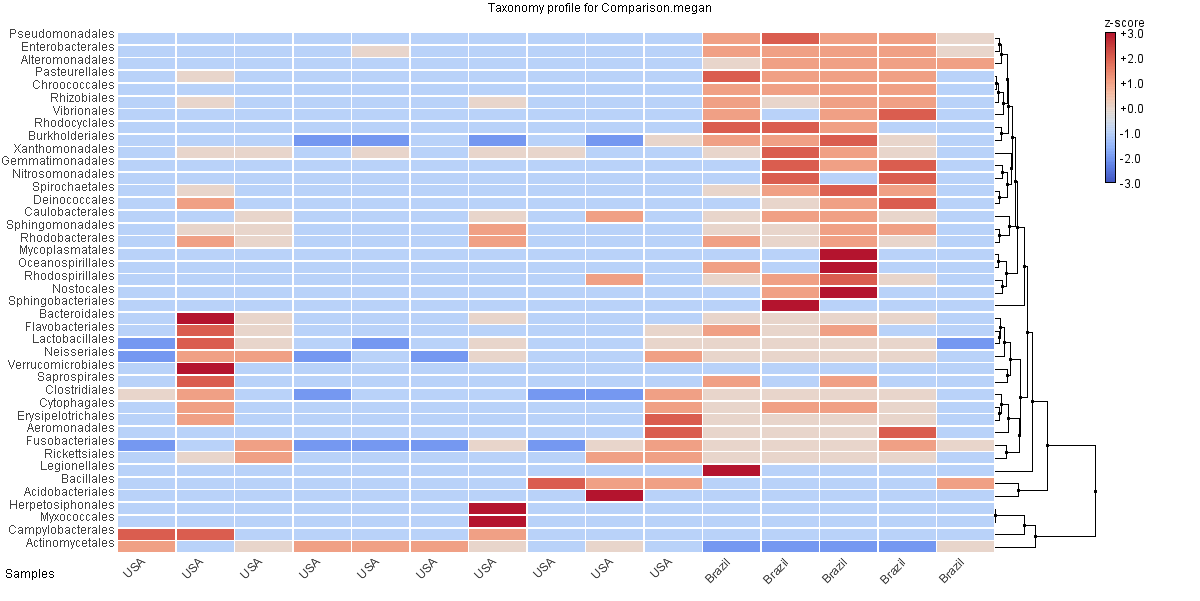 Taxonomy profile for Comparison.megan
z-score
+3.0
+2.0
+1.0
+0.0
-1.0
-2.0
-3.0
Pseudomonadales
Enterobacterales
Alteromonadales
Pasteurellales
Chroococcales
Rhizobiales
Vibrionales
Rhodocyclales
Burkholderiales
Xanthomonadales
Gemmatimonadales
Nitrosomonadales
Spirochaetales
Deinococcales
Caulobacterales
Sphingomonadales
Rhodobacterales
Mycoplasmatales
Oceanospirillales
Rhodospirillales
Nostocales
Sphingobacteriales
Bacteroidales
Flavobacteriales
Lactobacillales
Neisseriales
Verrucomicrobiales
Saprospirales
Clostridiales
Cytophagales
Erysipelotrichales
Aeromonadales
Fusobacteriales
Rickettsiales
Legionellales
Bacillales
Acidobacteriales
Herpetosiphonales
Myxococcales
Campylobacterales
Actinomycetales
Samples
USA
USA
USA
USA
USA
USA
USA
USA
USA
USA
Brazil
Brazil
Brazil
Brazil
Brazil